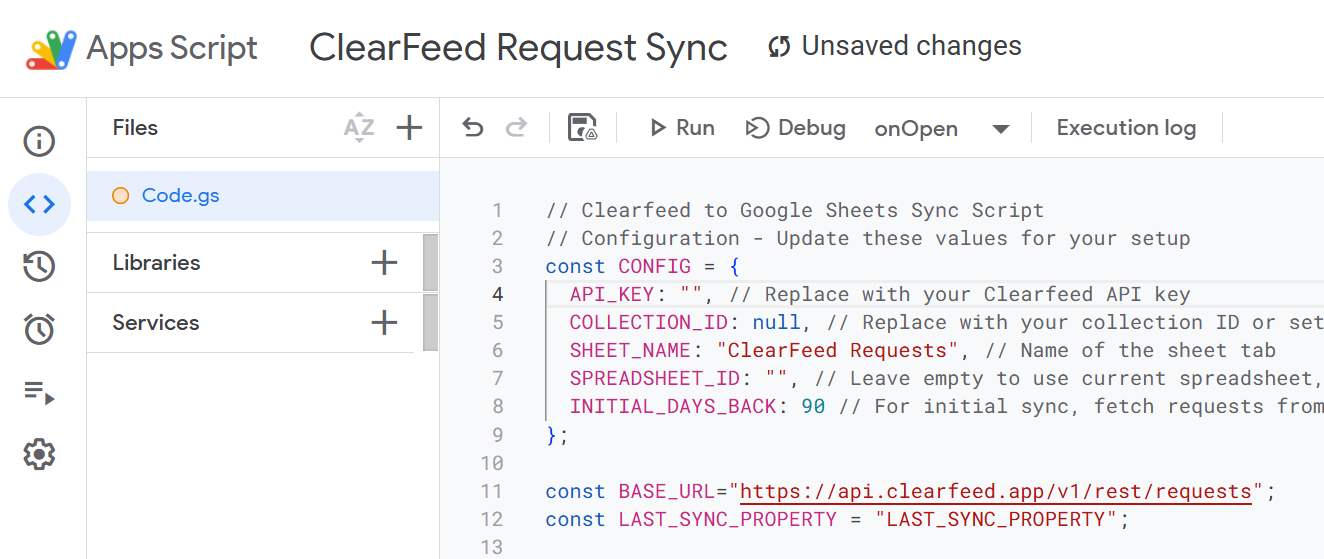 Apps Script ClearFeed Request Sync Unsaved changes
Files AZ
Run Debug onOpen Execution log
Code.gs
Libraries
Services
1 // Clearfeed to Google Sheets Sync Script
2 // Configuration - Update these values for your setup
3 const CONFIG = {
4 API_KEY: "", // Replace with your Clearfeed API key
5 COLLECTION_ID: null, // Replace with your collection ID or set
6 SHEET_NAME: "ClearFeed Requests", // Name of the sheet tab
7 SPREADSHEET_ID: "", // Leave empty to use current spreadsheet,
8 INITIAL_DAYS_BACK: 90 // For initial sync, fetch requests from
9 };
10
11 const BASE_URL="https://api.clearfeed.app/v1/rest/requests";
12 const LAST_SYNC_PROPERTY = "LAST_SYNC_PROPERTY";
13